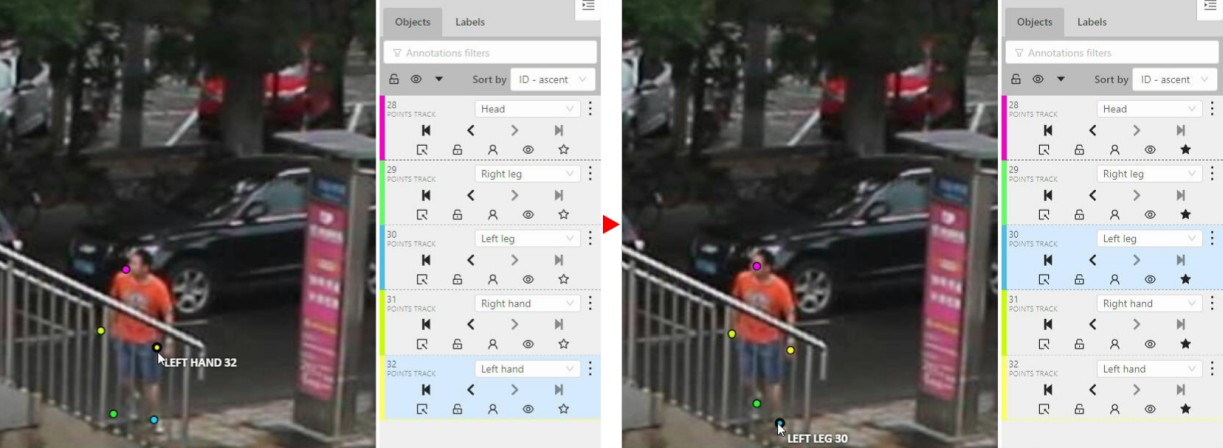 Objects
Labels
Annotations filters
Sort by
ID - ascent
28
POINTS TRACK
Head
29
POINTS TRACK
Right leg
30
POINTS TRACK
Left leg
31
POINTS TRACK
Right hand
32
POINTS TRACK
Left hand
LEFT HAND 32
Objects
Labels
Annotations filters
Sort by
ID - ascent
28
POINTS TRACK
Head
29
POINTS TRACK
Right leg
30
POINTS TRACK
Left leg
31
POINTS TRACK
Right hand
32
POINTS TRACK
Left hand
LEFT LEG 30